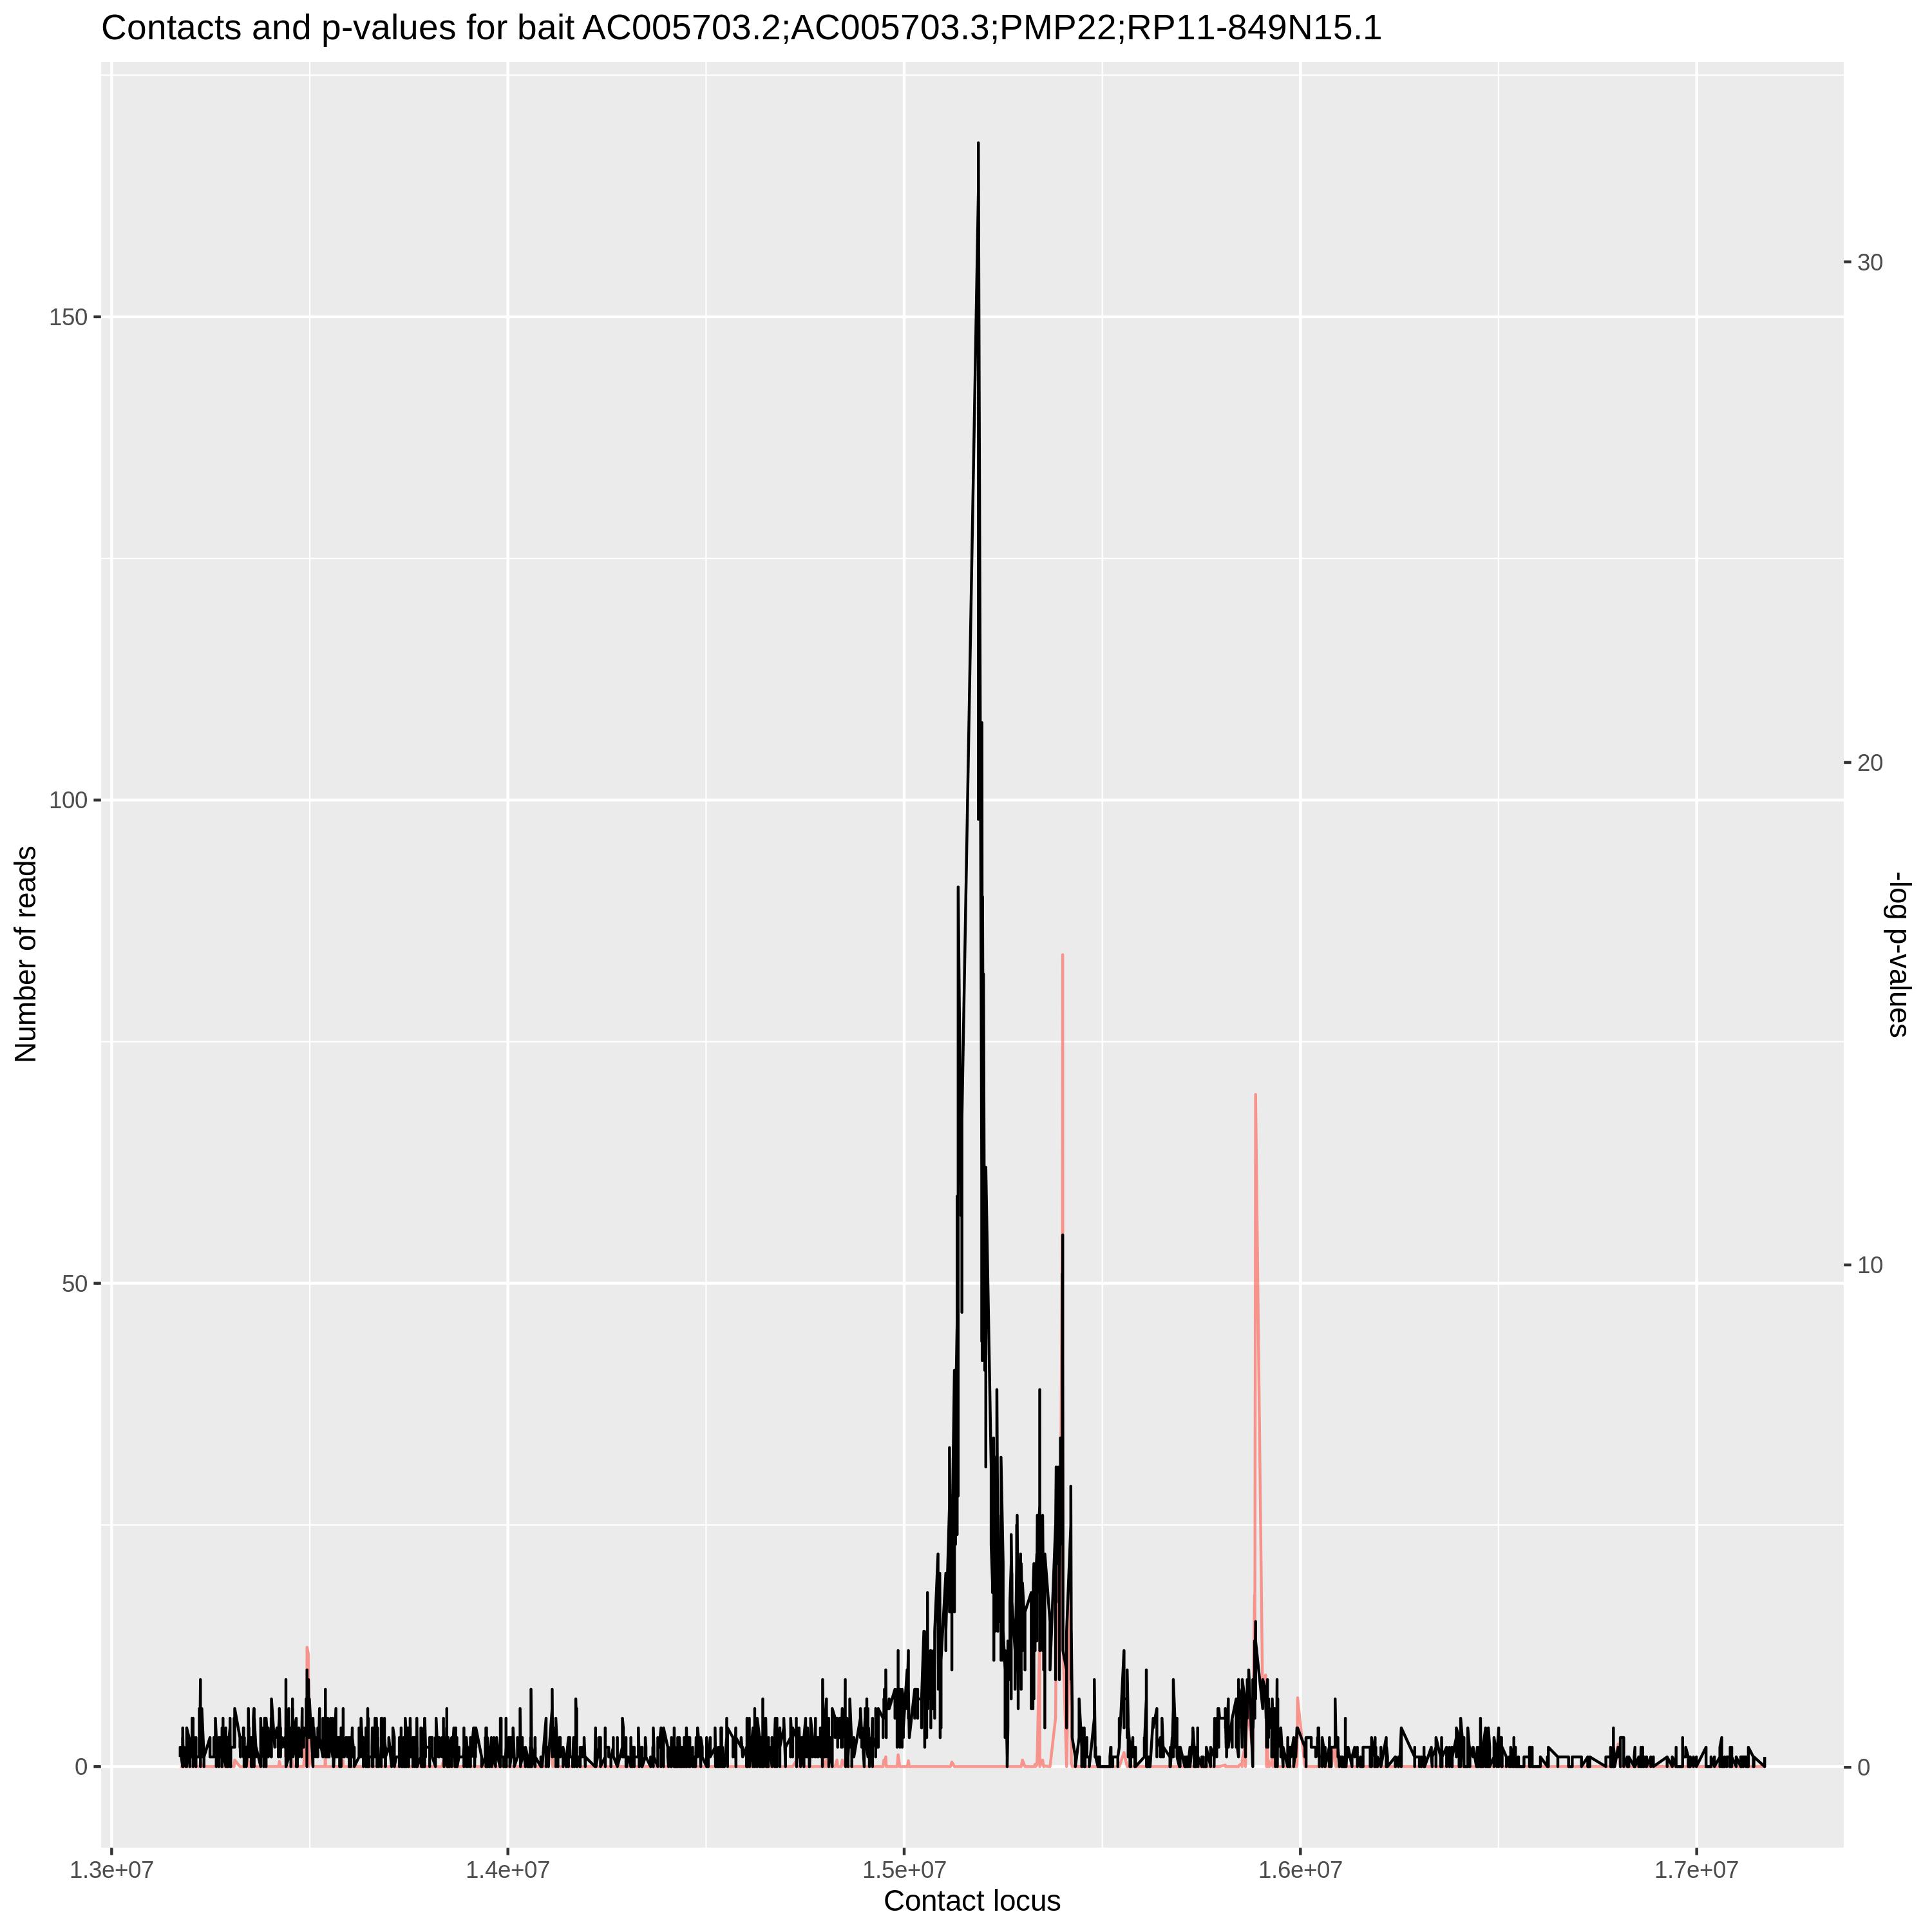 Contacts and p-values for bait AC005703.2;AC005703.3;PMP22;RP11-849N15.1
150
100
50
0
Number of reads
30
20
10
0
-log p-values
1.3e+07
1.4e+07
1.5e+07
1.6e+07
1.7e+07
Contact locus